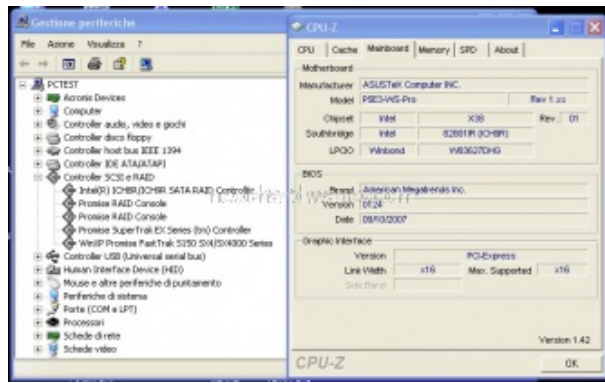 Gestione periferiche
File Azione Visualizza ?
PCTEST
Acronis Devices
Computer
Controller audio, video e giochi
Controller disco floppy
Controller host bus IEEE 1394
Controller IDE ATA/ATAPI
Controller SCSI e RAID
Intel(R) ICH8R/ICH9R SATA RAID Controller
Promise RAID Console
Promise RAID Console
Promise SuperTrak EX Series (tm) Controller
WinXP Promise FastTrak S150 SX4/SX4000 Series
Controller USB (Universal serial bus)
Human Interface Device (HID)
Mouse e altre periferiche di puntamento
Periferiche di sistema
Porte (COM e LPT)
Processori
Schede di rete
Schede video
CPU-Z
CPU Cache Mainboard Memory SPD About
Motherboard
Manufacturer ASUSTeK Computer INC.
Model P5E3-WS-Pro Rev 1.xx
Chipset Intel X38 Rev. 01
Southbridge Intel 82801IR (ICH9R)
LPCIO Winbond W83627DHG
BIOS
Brand American Megatrends Inc.
Version 0124
Date 09/10/2007
Graphic Interface
Version PCI-Express
Link Width x16 Max. Supported x16
Side Band
Version 1.42
CPU-Z
OK